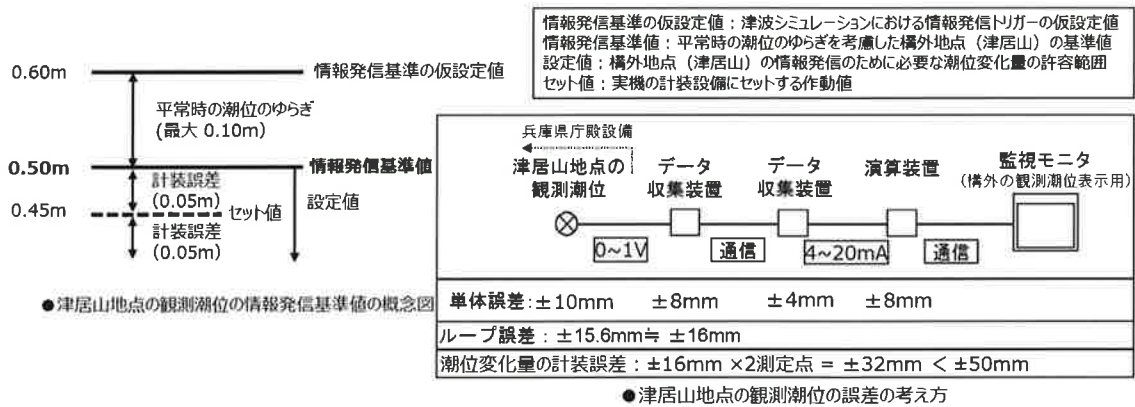 情報発信基準の仮設定値：津波シミュレーションにおける情報発信トリガーの仮設定値
情報発信基準値：平常時の潮位のゆらぎを考慮した構外地点（津居山）の基準値
設定値：構外地点（津居山）の情報発信のために必要な潮位変化量の許容範囲
セット値：実機の計装設備にセットする作動値
0.60m
情報発信基準の仮設定値
平常時の潮位のゆらぎ
(最大 0.10m)
0.50m
情報発信基準値
計装誤差
(0.05m)
設定値
0.45m
セット値
計装誤差
(0.05m)
●津居山地点の観測潮位の情報発信基準値の概念図
兵庫県庁殿設備
津居山地点の
観測潮位
データ
収集装置
データ
収集装置
演算装置
監視モニタ
(構外の観測潮位表示用)
0~1V
通信
4~20mA
通信
単体誤差：±10mm ±8mm ±4mm ±8mm
ループ誤差：±15.6mm≒ ±16mm
潮位変化量の計装誤差：±16mm ×2測定点 = ±32mm ＜ ±50mm
●津居山地点の観測潮位の誤差の考え方